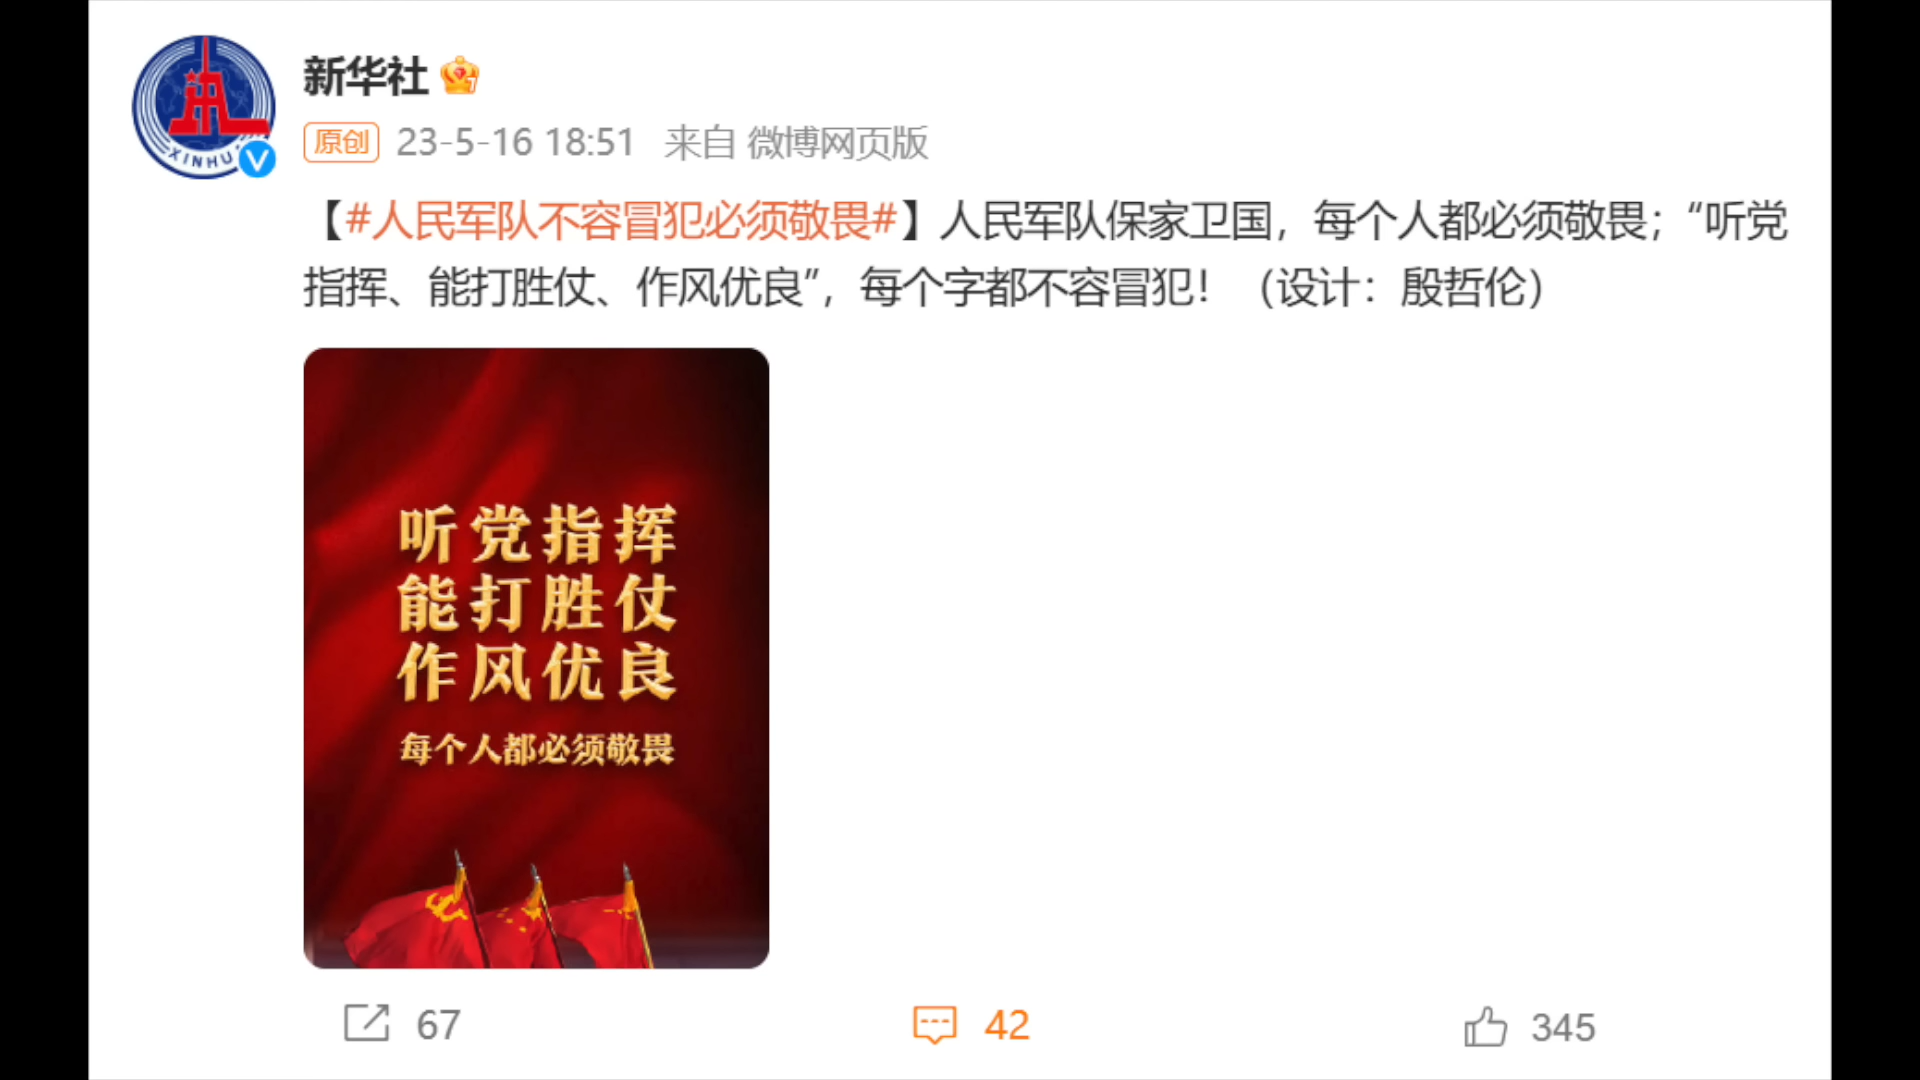 新华社
原创 23-5-16 18:51 来自 微博网页版
【#人民军队不容冒犯必须敬畏#】人民军队保家卫国，每个人都必须敬畏；“听党
指挥、能打胜仗、作风优良”，每个字都不容冒犯！（设计：殷哲伦）
听党指挥
能打胜仗
作风优良
每个人都必须敬畏
67 42 345